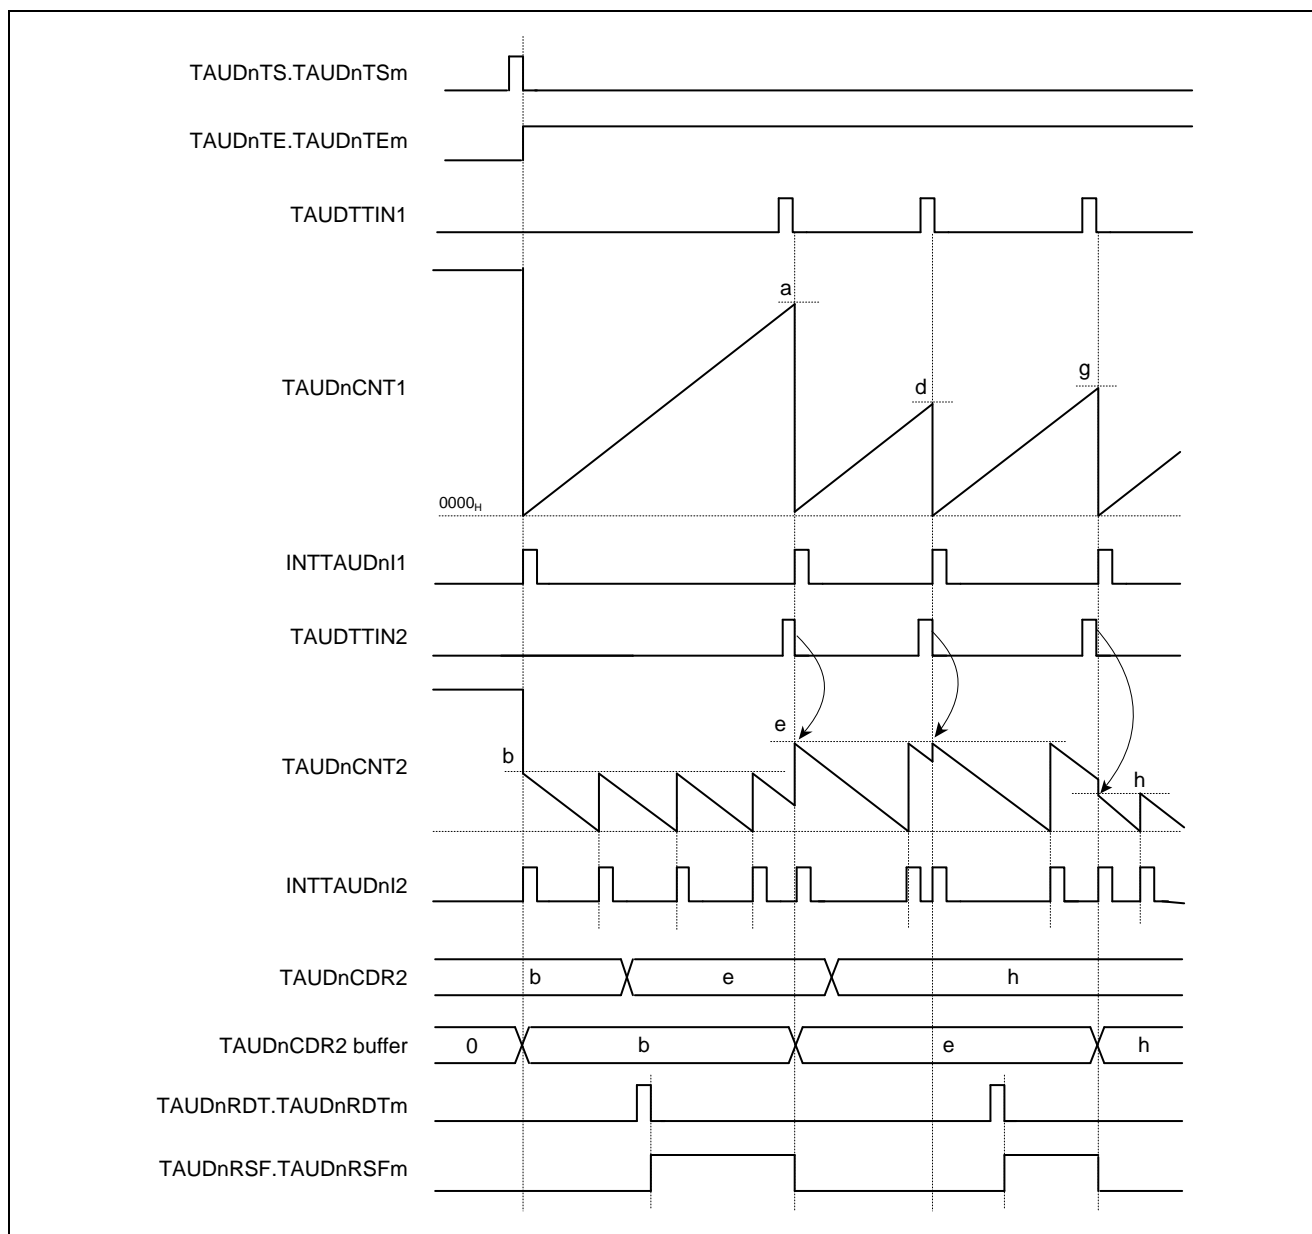 TAUDnTS.TAUDnTSm
TAUDnTE.TAUDnTEm
TAUDTTIN1
a
d
g
TAUDnCNT1
0000H
INTTAUDnI1
TAUDTTIN2
e
b
h
TAUDnCNT2
INTTAUDnI2
TAUDnCDR2 b e h
TAUDnCDR2 buffer 0 b e h
TAUDnRDT.TAUDnRDTm
TAUDnRSF.TAUDnRSFm